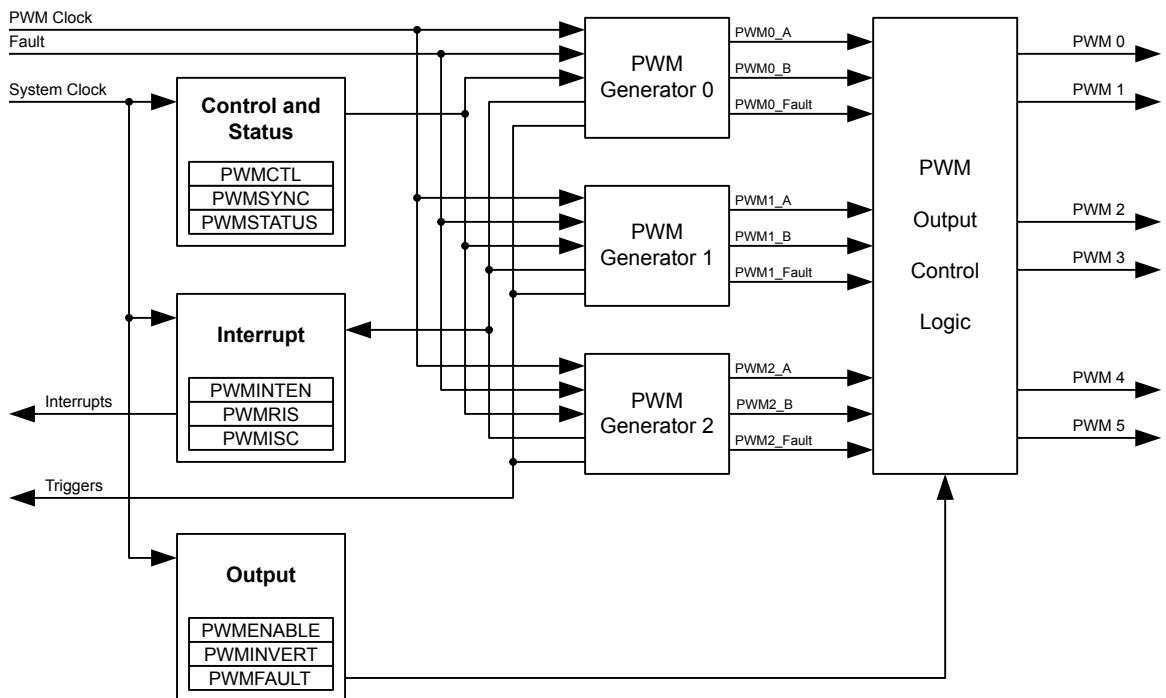 PWM Clock
Fault
System Clock
Control and
Status
PWMCTL
PWMSYNC
PWMSTATUS
Interrupt
PWMINTEN
PWMRIS
PWMISC
Interrupts
Triggers
Output
PWMENABLE
PWMINVERT
PWMFAULT
PWM
Generator 0
PWM0_A
PWM0_B
PWM0_Fault
PWM
Generator 1
PWM1_A
PWM1_B
PWM1_Fault
PWM
Generator 2
PWM2_A
PWM2_B
PWM2_Fault
PWM
Output
Control
Logic
PWM 0
PWM 1
PWM 2
PWM 3
PWM 4
PWM 5